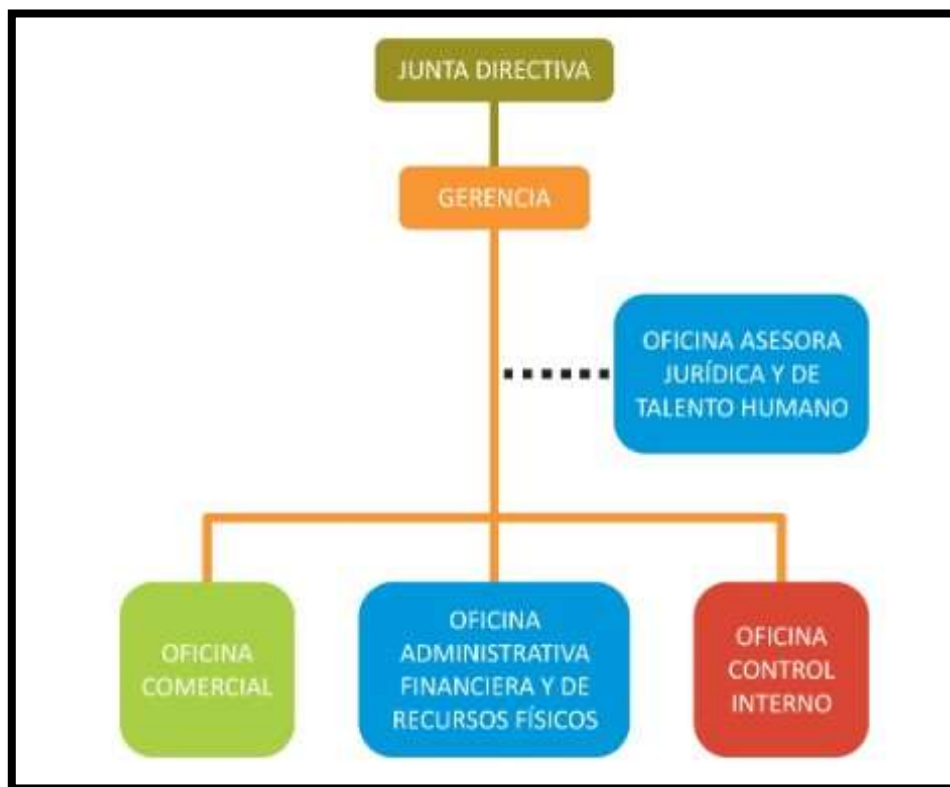 JUNTA DIRECTIVA
GERENCIA
OFICINA ASESORA
JURÍDICA Y DE
TALENTO HUMANO
OFICINA
COMERCIAL
OFICINA
ADMINISTRATIVA
FINANCIERA Y DE
RECURSOS FÍSICOS
OFICINA
CONTROL
INTERNO